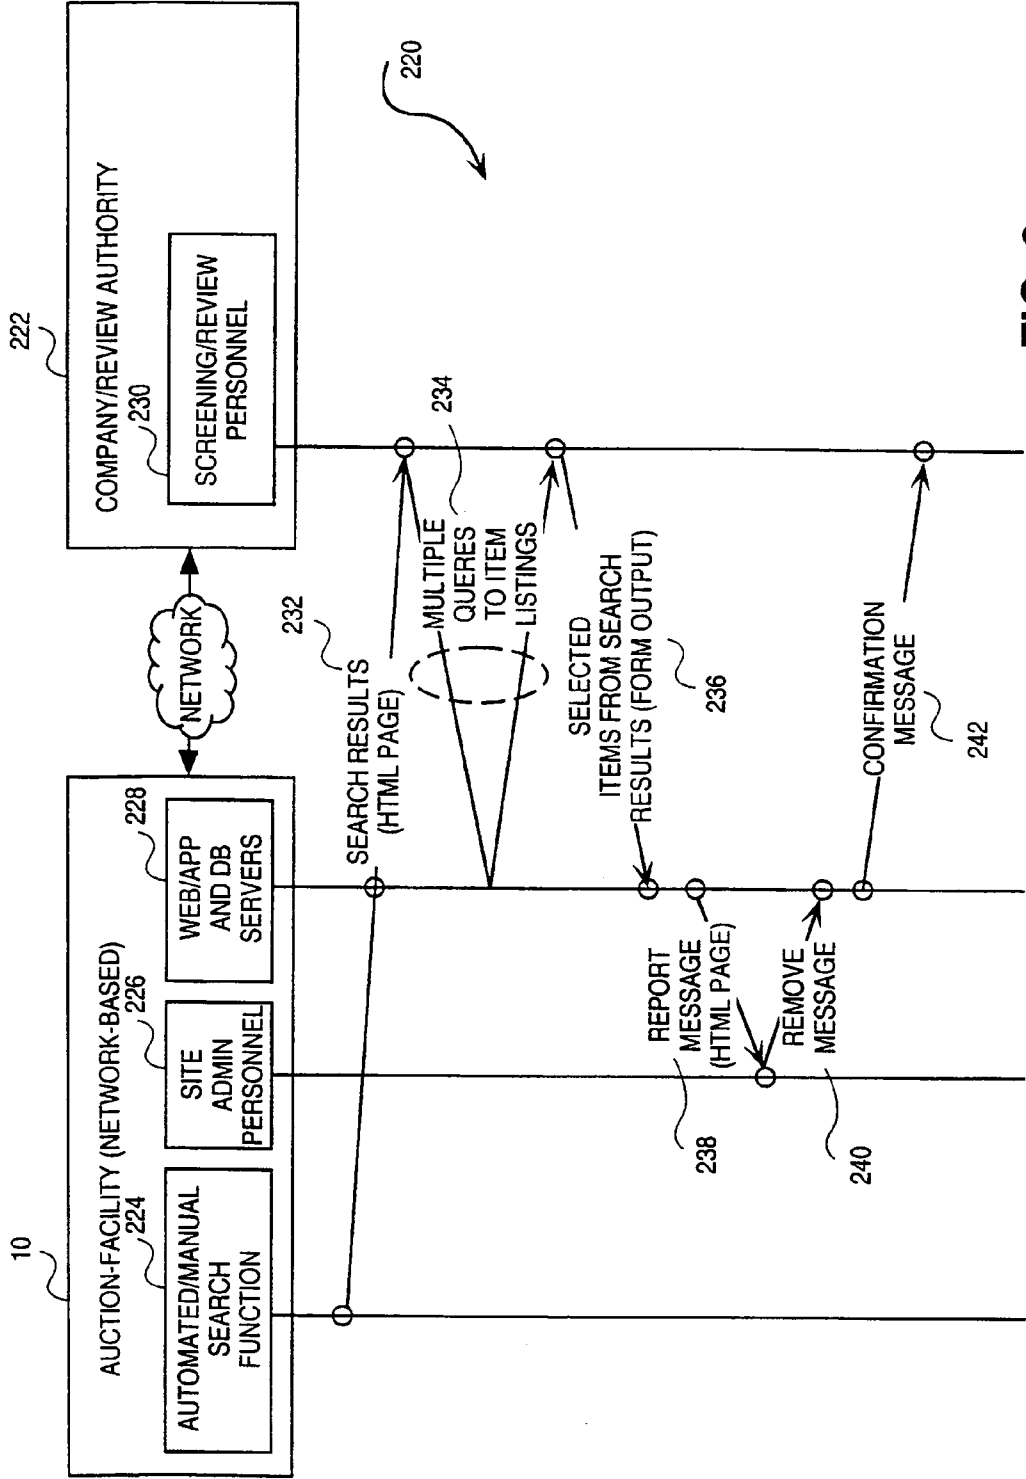 10
AUCTION-FACILITY (NETWORK-BASED)
224
AUTOMATED/MANUAL
SEARCH
FUNCTION
226
SITE
ADMIN
PERSONNEL
228
WEB/APP
AND DB
SERVERS
NETWORK
222
COMPANY/REVIEW AUTHORITY
230
SCREENING/REVIEW
PERSONNEL
220
232
SEARCH RESULTS
(HTML PAGE)
234
MULTIPLE
QUERES
TO ITEM
LISTINGS
SELECTED
ITEMS FROM SEARCH
RESULTS (FORM OUTPUT)
236
REPORT
MESSAGE
(HTML PAGE)
238
REMOVE
MESSAGE
240
CONFIRMATION
MESSAGE
242